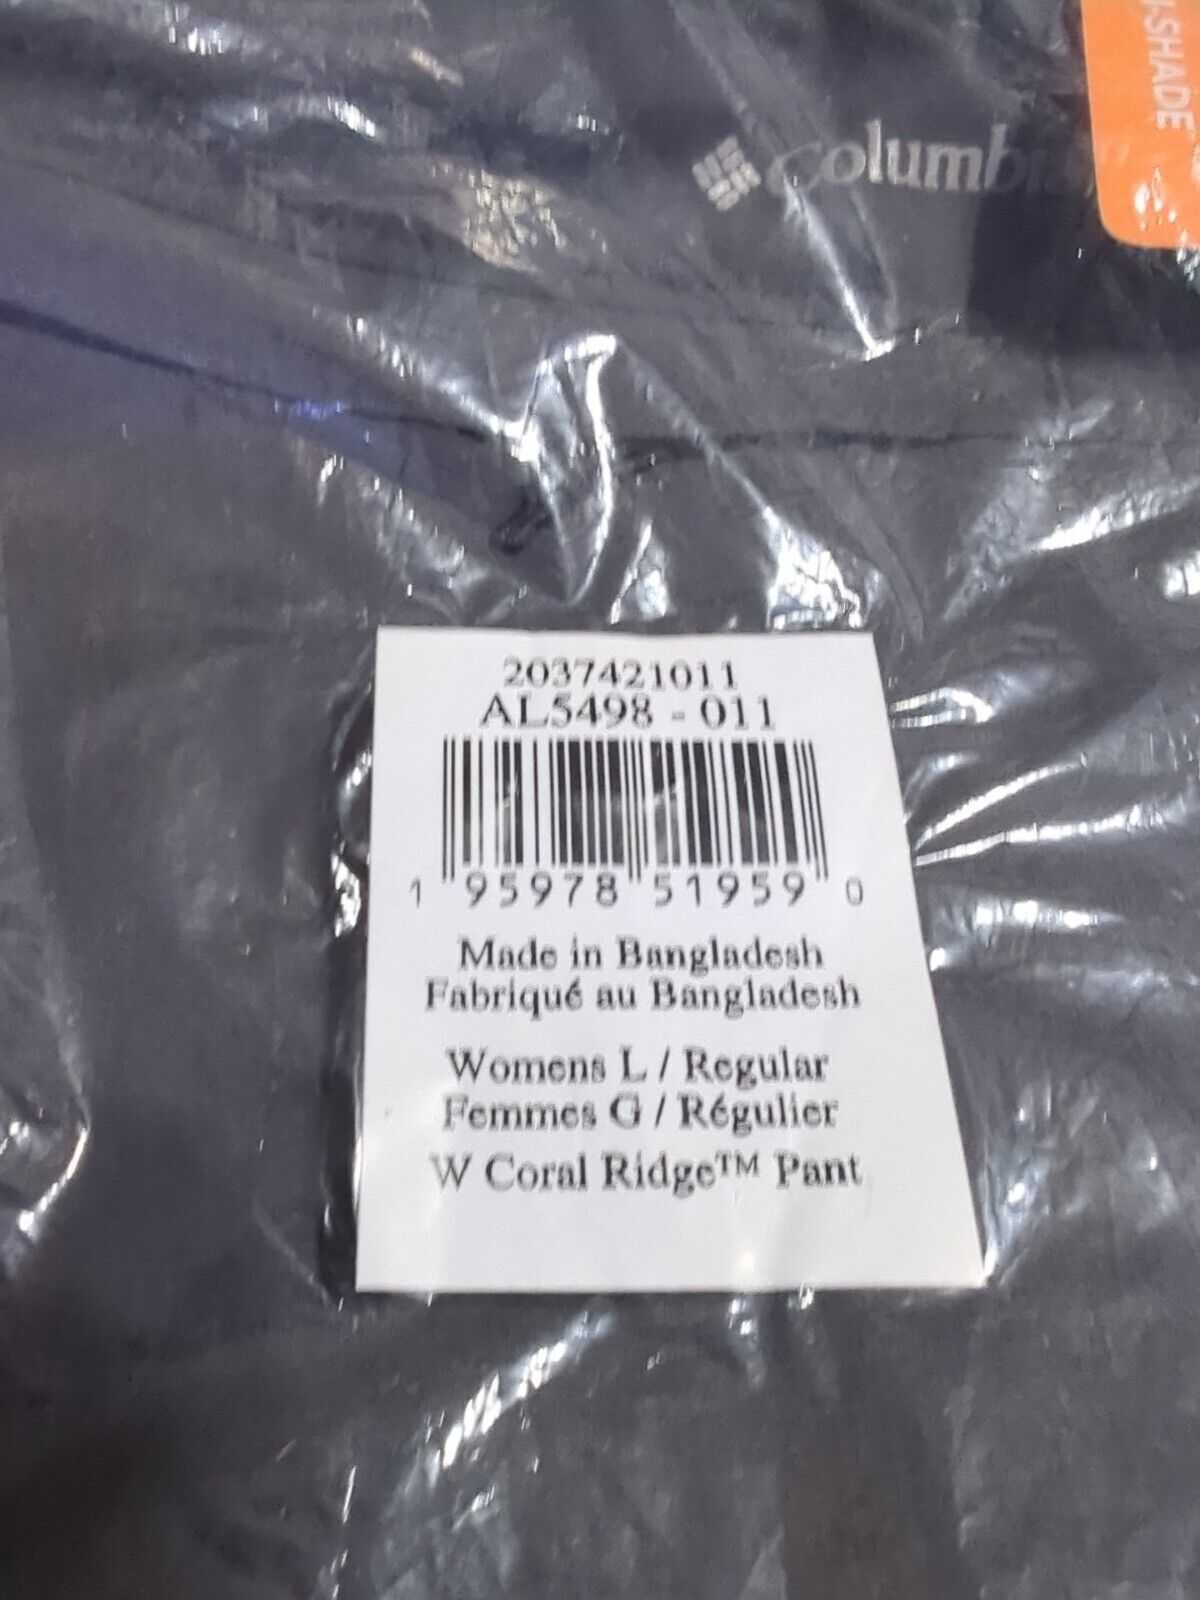 Columbia
-SHADE
2037421011
AL5498 - 011
1 95978 51959 0
Made in Bangladesh
Fabriqué au Bangladesh
Womens L / Regular
Femmes G / Régulier
W Coral Ridge™ Pant